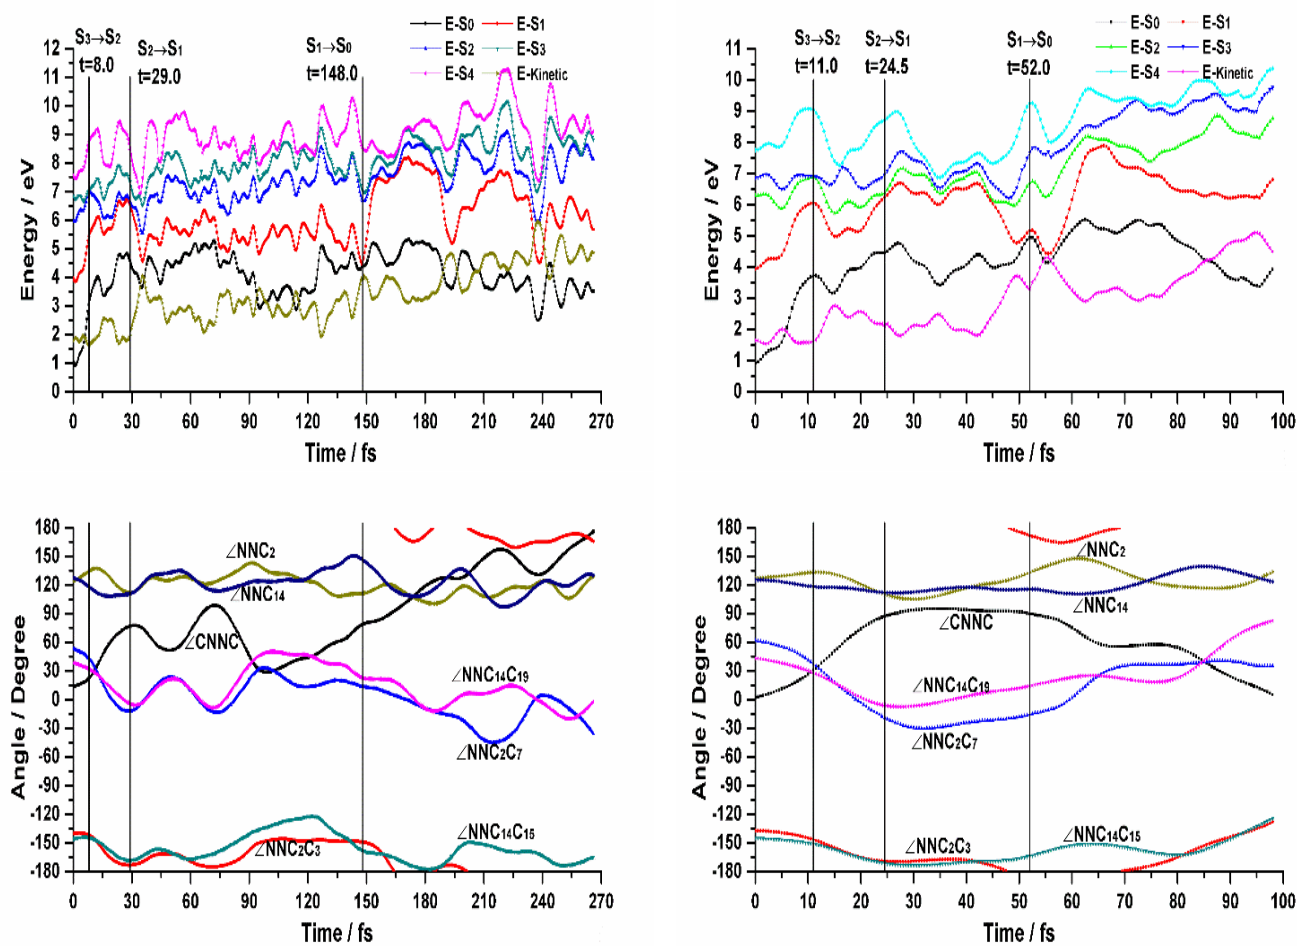 E-S0 E-S1
E-S2 E-S3
E-S4 E-Kinetic
S3→S2
t=8.0
S2→S1
t=29.0
S1→S0
t=148.0
Energy / eV
12
11
10
9
8
7
6
5
4
3
2
1
0
0 30 60 90 120 150 180 210 240 270
Time / fs
E-S0 E-S1
E-S2 E-S3
E-S4 E-Kinetic
S3→S2
t=11.0
S2→S1
t=24.5
S1→S0
t=52.0
Energy / eV
11
10
9
8
7
6
5
4
3
2
1
0
0 10 20 30 40 50 60 70 80 90 100
Time / fs
Angle / Degree
180
150
120
90
60
30
0
-30
-60
-90
-120
-150
-180
∠NNC2
∠NNC14
∠CNNC
∠NNC14C19
∠NNC2C7
∠NNC2C3
∠NNC14C15
0 30 60 90 120 150 180 210 240 270
Time / fs
Angle / Degree
180
150
120
90
60
30
0
-30
-60
-90
-120
-150
-180
∠NNC2
∠NNC14
∠CNNC
∠NNC14C19
∠NNC2C7
∠NNC2C3
∠NNC14C15
0 10 20 30 40 50 60 70 80 90 100
Time / fs